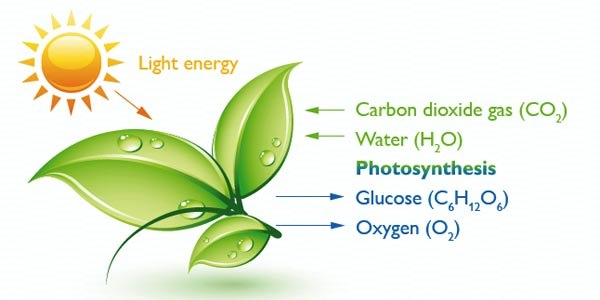 Light energy
Carbon dioxide gas (CO₂)
Water (H₂O)
Photosynthesis
Glucose (C₆H₁₂O₆)
Oxygen (O₂)